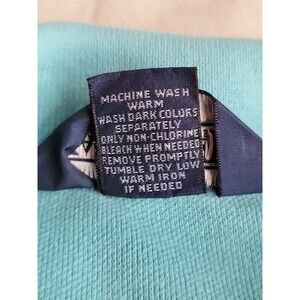 MACHINE WASH
WARM
WASH DARK COLORS
SEPARATELY
ONLY NON-CHLORINE
BLEACH WHEN NEEDED
REMOVE PROMPTLY
TUMBLE DRY LOW
WARM IRON
IF NEEDED